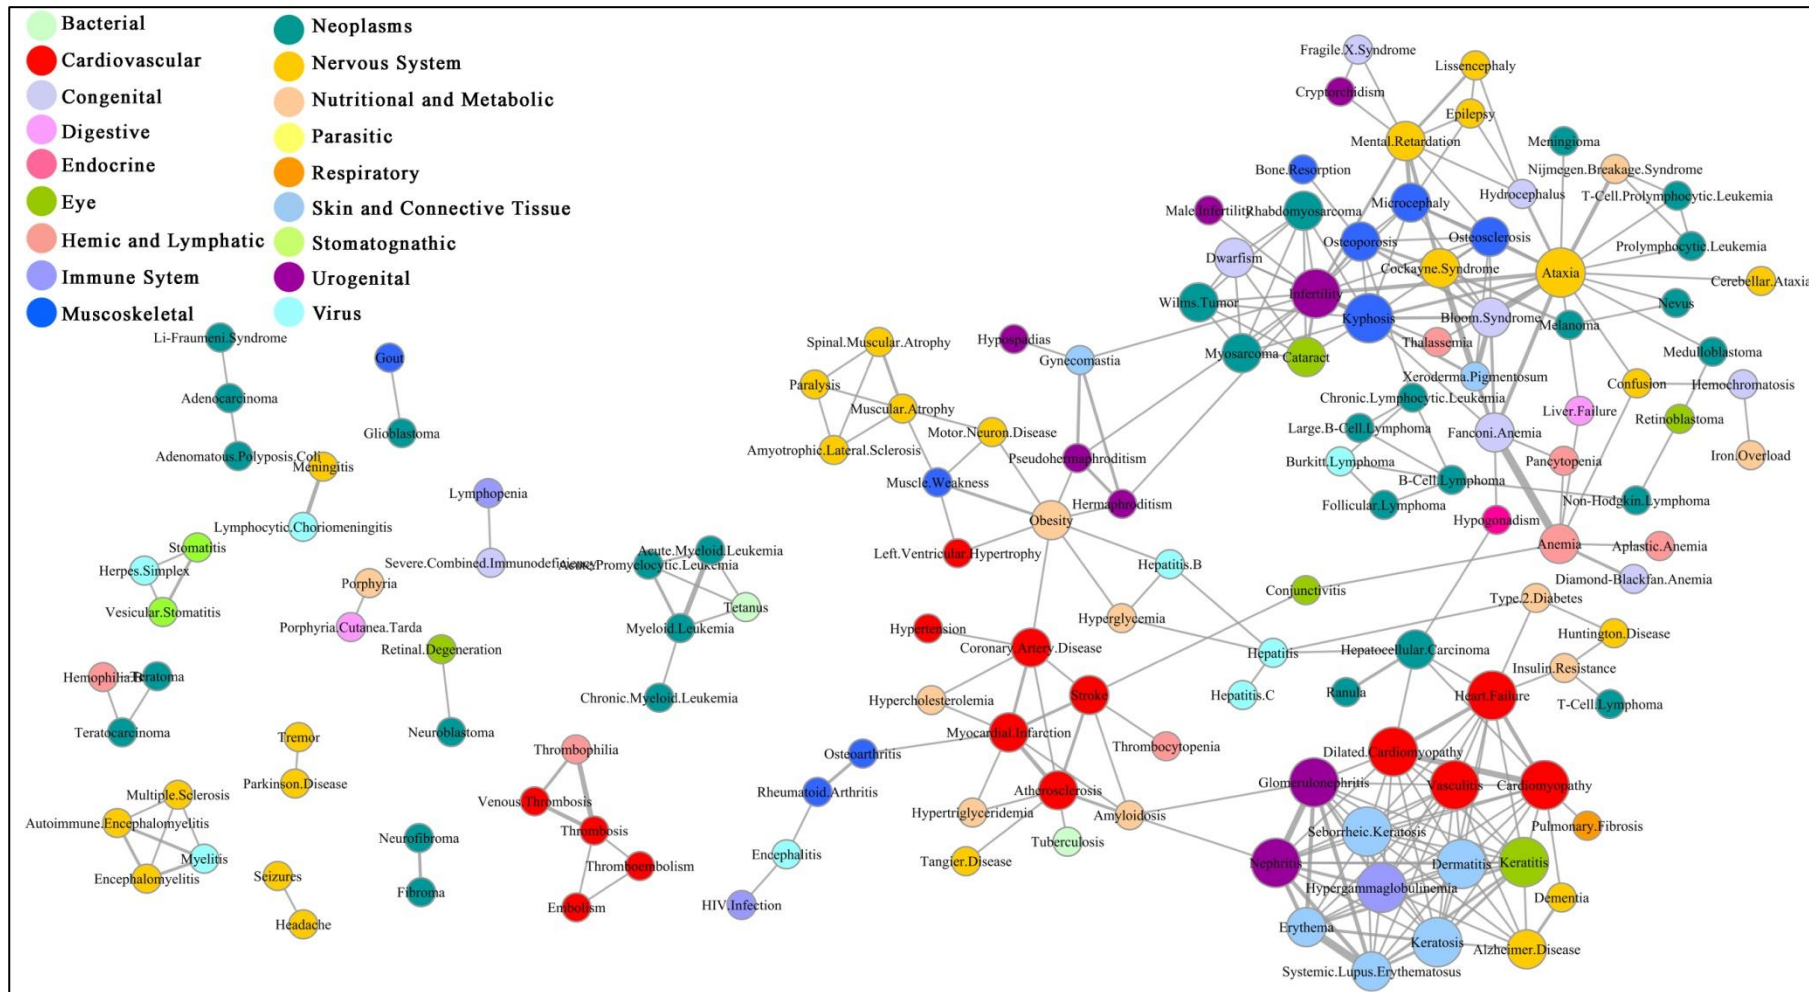 Bacterial
Cardiovascular
Congenital
Digestive
Endocrine
Eye
Hemic and Lymphatic
Immune Sytem
Muscoskeletal
Neoplasms
Nervous System
Nutritional and Metabolic
Parasitic
Respiratory
Skin and Connective Tissue
Stomatognathic
Urogenital
Virus
Li-Fraumeni.Syndrome
Adenocarcinoma
Adenomatous.Polyposis.Coli
Gout
Glioblastoma
Meningitis
Lymphocytic.Choriomeningitis
Lymphopenia
Severe.Combined.Immunodeficiency
Stomatitis
Herpes.Simplex
Vesicular.Stomatitis
Porphyria
Porphyria.Cutanea.Tarda
Acute.Myeloid.Leukemia
Acute.Promyelocytic.Leukemia
Tetanus
Myeloid.Leukemia
Chronic.Myeloid.Leukemia
Retinal.Degeneration
Neuroblastoma
Hemophilia.B
Teratoma
Teratocarcinoma
Tremor
Parkinson.Disease
Multiple.Sclerosis
Autoimmune.Encephalomyelitis
Myelitis
Encephalomyelitis
Seizures
Headache
Neurofibroma
Fibroma
Thrombophilia
Venous.Thrombosis
Thrombosis
Thromboembolism
Embolism
Spinal.Muscular.Atrophy
Paralysis
Muscular.Atrophy
Amyotrophic.Lateral.Sclerosis
Motor.Neuron.Disease
Muscle.Weakness
Obesity
Left.Ventricular.Hypertrophy
Hypospadias
Gynecomastia
Pseudohermaphroditism
Hermaphroditism
Hepatitis.B
Hyperglycemia
Hepatitis
Hepatitis.C
Hypertension
Coronary.Artery.Disease
Hypercholesterolemia
Stroke
Myocardial.Infarction
Thrombocytopenia
Osteoarthritis
Rheumatoid.Arthritis
Atherosclerosis
Hypertriglyceridemia
Amyloidosis
Tuberculosis
Tangier.Disease
Encephalitis
HIV.Infection
Fragile.X.Syndrome
Cryptorchidism
Lissencephaly
Epilepsy
Mental.Retardation
Meningioma
Nijmegen.Breakage.Syndrome
Bone.Resorption
Hydrocephalus
T-Cell.Prolymphocytic.Leukemia
Microcephaly
Male.Infertility
Rhabdomyosarcoma
Osteoporosis
Osteosclerosis
Prolymphocytic.Leukemia
Dwarfism
Cockayne.Syndrome
Ataxia
Cerebellar.Ataxia
Wilms.Tumor
Infertility
Nevus
Kyphosis
Bloom.Syndrome
Melanoma
Thalassemia
Myosarcoma
Cataract
Medulloblastoma
Xeroderma.Pigmentosum
Confusion
Hemochromatosis
Chronic.Lymphocytic.Leukemia
Liver.Failure
Retinoblastoma
Large.B-Cell.Lymphoma
Fanconi.Anemia
Burkitt.Lymphoma
Pancytopenia
Iron.Overload
B-Cell.Lymphoma
Follicular.Lymphoma
Non-Hodgkin.Lymphoma
Hypogonadism
Anemia
Aplastic.Anemia
Diamond-Blackfan.Anemia
Conjunctivitis
Type.2.Diabetes
Huntington.Disease
Hepatocellular.Carcinoma
Insulin.Resistance
Ranula
Heart.Failure
T-Cell.Lymphoma
Dilated.Cardiomyopathy
Glomerulonephritis
Vasculitis
Cardiomyopathy
Pulmonary.Fibrosis
Seborrheic.Keratosis
Nephritis
Dermatitis
Keratitis
Hypergammaglobulinemia
Dementia
Erythema
Keratosis
Alzheimer.Disease
Systemic.Lupus.Erythematosus